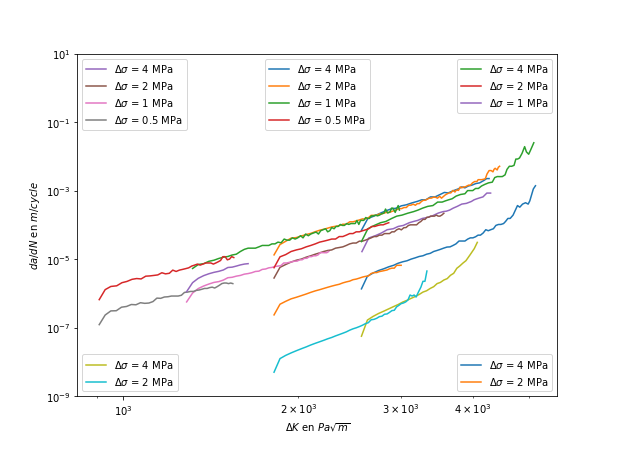 10¹
10⁻¹
10⁻³
10⁻⁵
10⁻⁷
10⁻⁹
da/dN en m/cycle
Δσ = 4 MPa
Δσ = 2 MPa
Δσ = 1 MPa
Δσ = 0.5 MPa
Δσ = 4 MPa
Δσ = 2 MPa
Δσ = 1 MPa
Δσ = 0.5 MPa
Δσ = 4 MPa
Δσ = 2 MPa
Δσ = 1 MPa
Δσ = 4 MPa
Δσ = 2 MPa
Δσ = 4 MPa
Δσ = 2 MPa
10³ 2 × 10³ 3 × 10³ 4 × 10³
ΔK en Pa√m